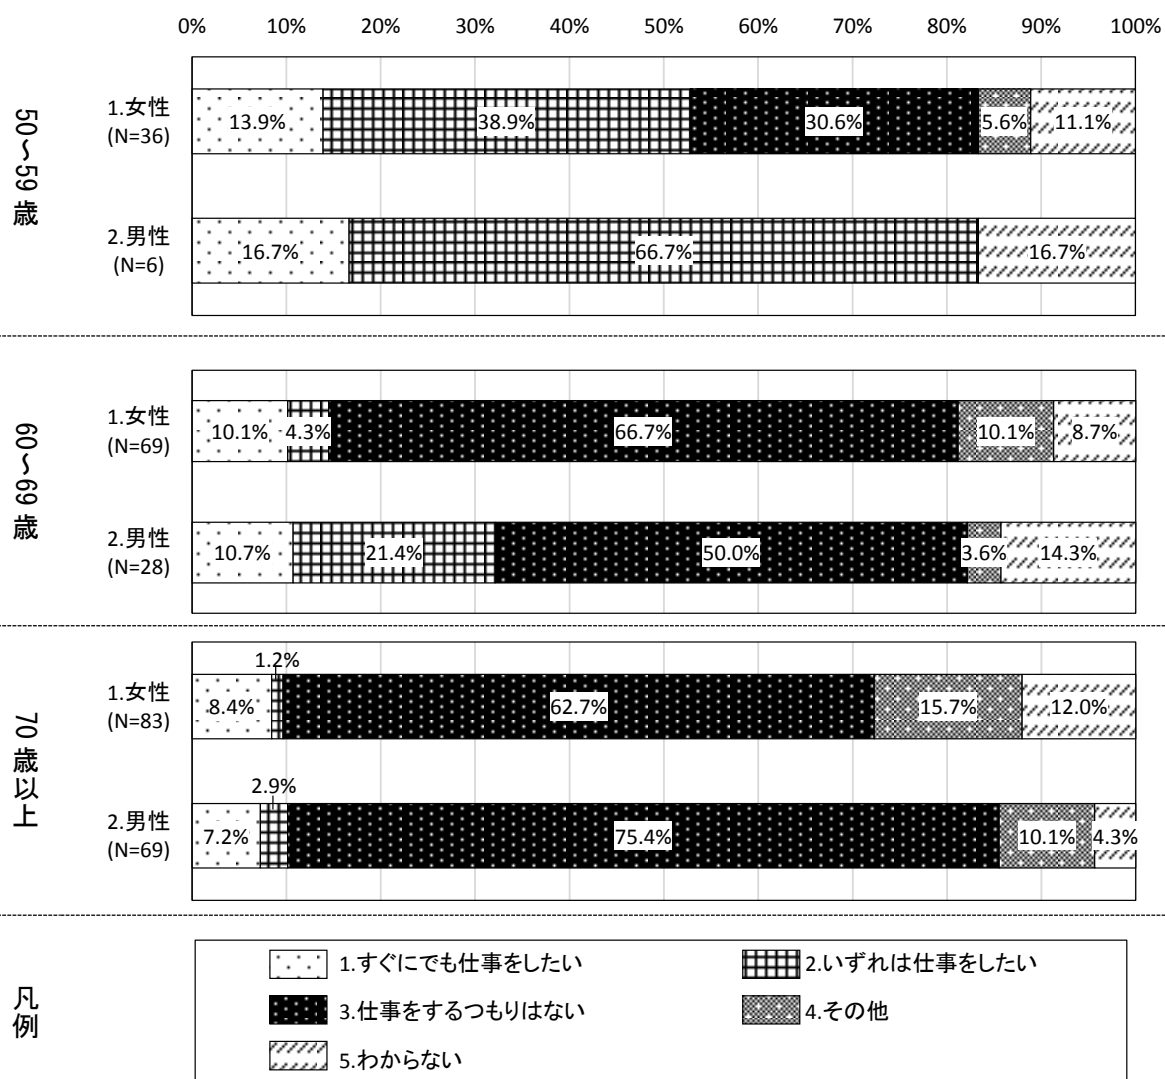 0% 10% 20% 30% 40% 50% 60% 70% 80% 90% 100%
50～59歳
1.女性
(N=36)
13.9% 38.9% 30.6% 5.6% 11.1%
2.男性
(N=6)
16.7% 66.7% 16.7%
60～69歳
1.女性
(N=69)
10.1% 4.3% 66.7% 10.1% 8.7%
2.男性
(N=28)
10.7% 21.4% 50.0% 3.6% 14.3%
70歳以上
1.女性
(N=83)
1.2%
8.4% 62.7% 15.7% 12.0%
2.男性
(N=69)
2.9%
7.2% 75.4% 10.1% 4.3%
凡例
1.すぐにでも仕事をしたい 2.いずれは仕事をしたい
3.仕事をするつもりはない 4.その他
5.わからない